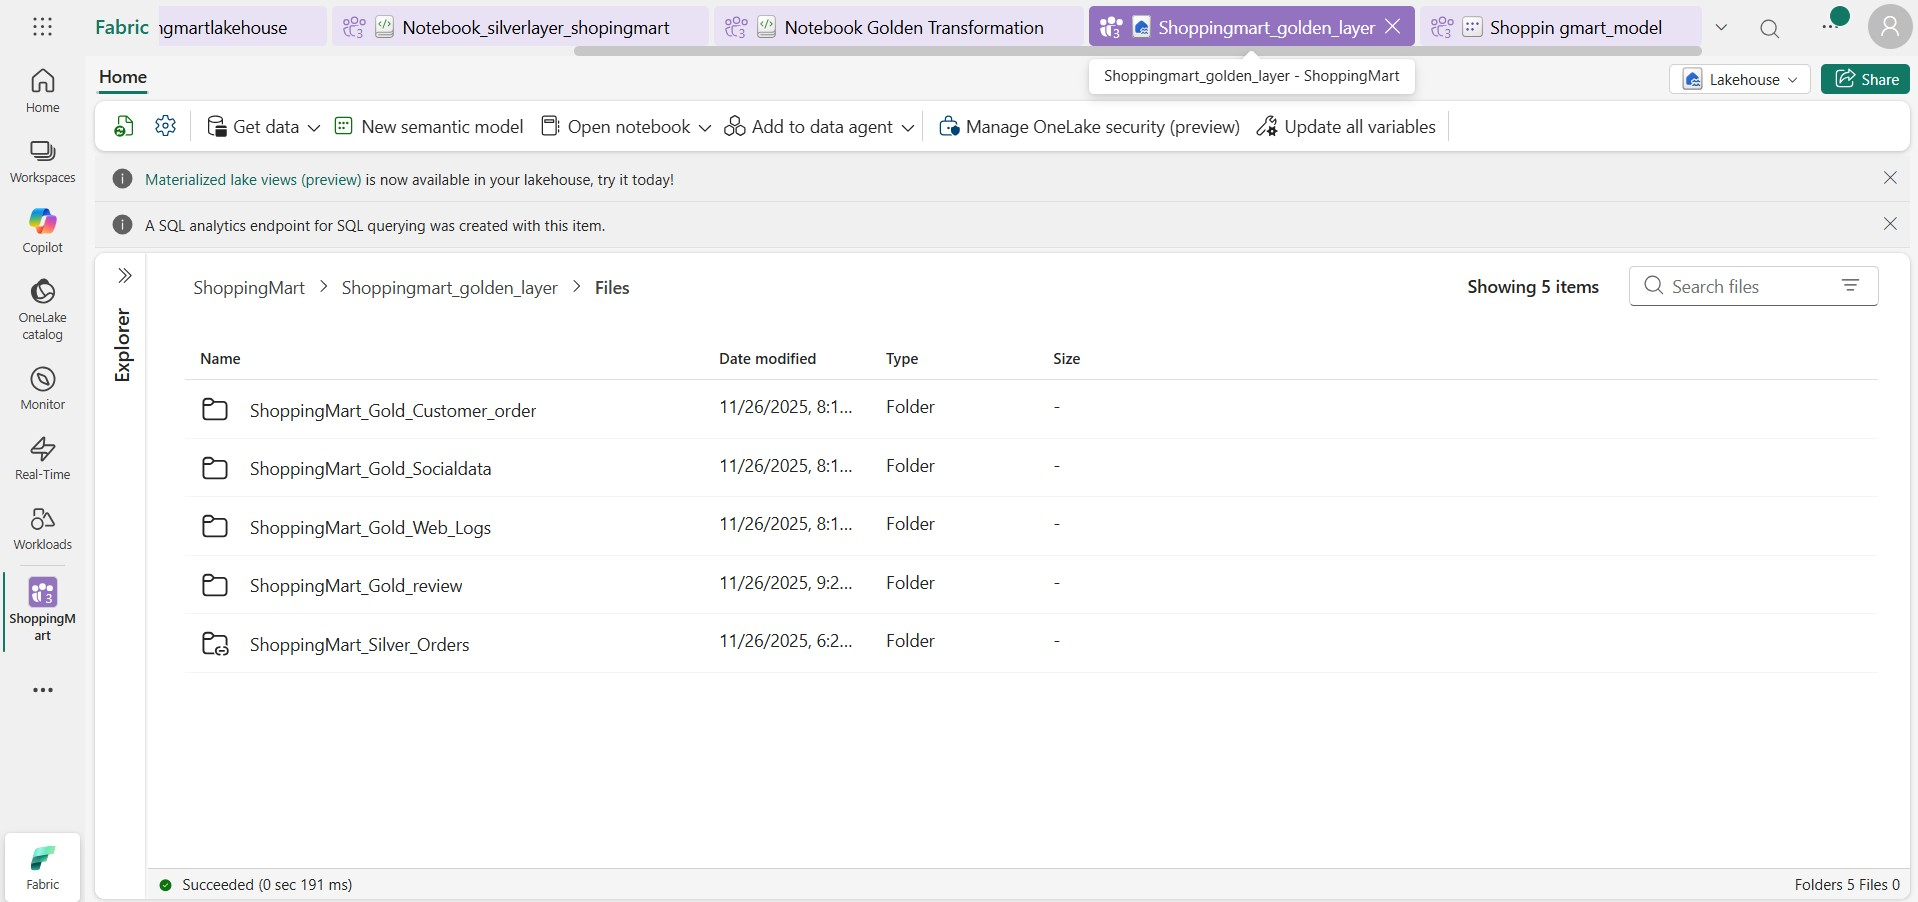 Fabric
ngmartlakehouse
Notebook_silverlayer_shopingmart
Notebook Golden Transformation
Shoppingmart_golden_layer
Shoppin gmart_model
Home
Shoppingmart_golden_layer - ShoppingMart
Lakehouse
Share
Get data
New semantic model
Open notebook
Add to data agent
Manage OneLake security (preview)
Update all variables
Materialized lake views (preview) is now available in your lakehouse, try it today!
A SQL analytics endpoint for SQL querying was created with this item.
Home
Workspaces
Copilot
OneLake
catalog
Monitor
Real-Time
Workloads
3
ShoppingM
art
Fabric
Explorer
ShoppingMart > Shoppingmart_golden_layer > Files
Showing 5 items
Search files
Name Date modified Type Size
ShoppingMart_Gold_Customer_order 11/26/2025, 8:1... Folder -
ShoppingMart_Gold_Socialdata 11/26/2025, 8:1... Folder -
ShoppingMart_Gold_Web_Logs 11/26/2025, 8:1... Folder -
ShoppingMart_Gold_review 11/26/2025, 9:2... Folder -
ShoppingMart_Silver_Orders 11/26/2025, 6:2... Folder -
Succeeded (0 sec 191 ms)
Folders 5 Files 0